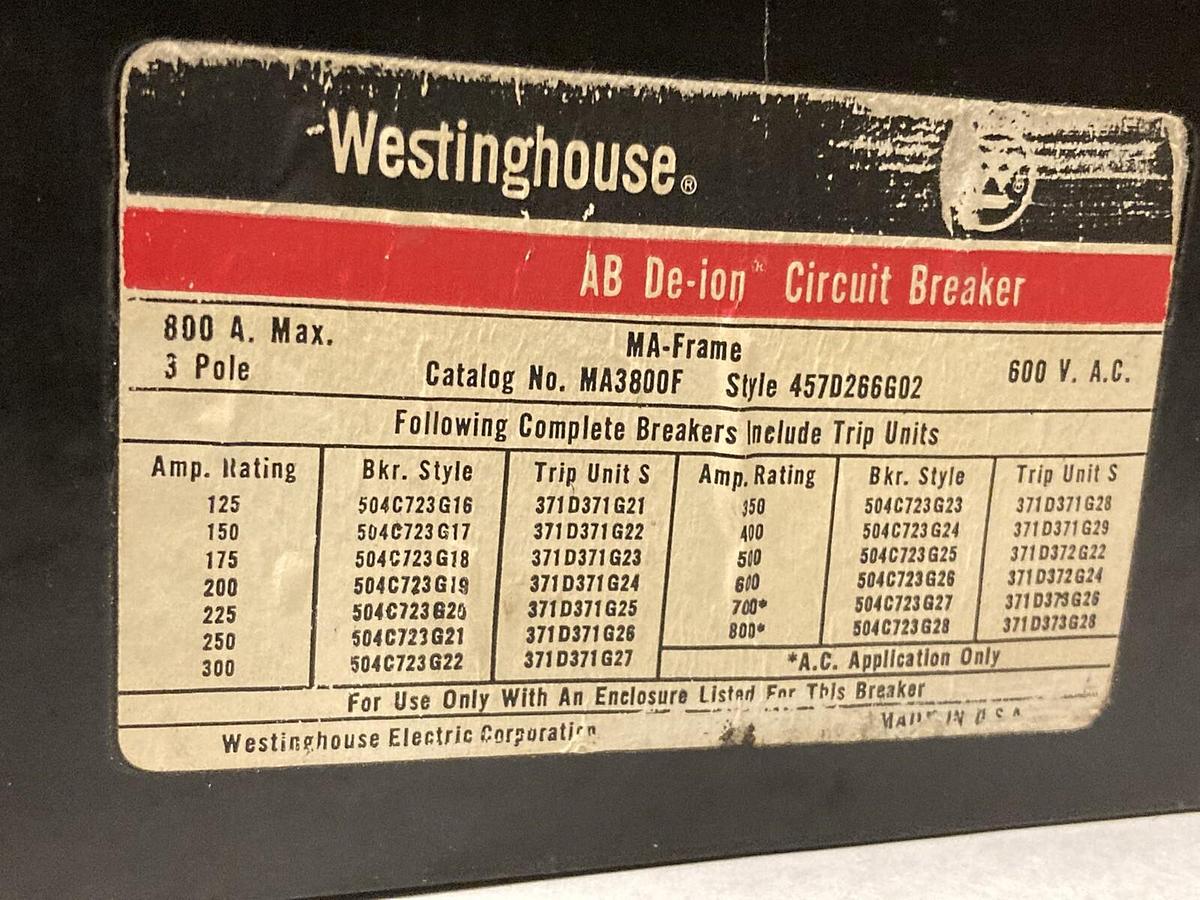 Westinghouse®
AB De-ion® Circuit Breaker
800 A. Max.
3 Pole
MA-Frame
Catalog No. MA3800F Style 457D266G02
600 V. A.C.
Following Complete Breakers Include Trip Units
Amp. Rating Bkr. Style Trip Unit S Amp. Rating Bkr. Style Trip Unit S
125 504C723G16 371D371G21 350 504C723G23 371D371G28
150 504C723G17 371D371G22 400 504C723G24 371D371G29
175 504C723G18 371D371G23 500 504C723G25 371D372G22
200 504C723G19 371D371G24 600 504C723G26 371D372G24
225 504C723G20 371D371G25 700* 504C723G27 371D373G26
250 504C723G21 371D371G26 800* 504C723G28 371D373G28
300 504C723G22 371D371G27
*A.C. Application Only
For Use Only With An Enclosure Listed For This Breaker
Westinghouse Electric Corporation
MADE IN U S A